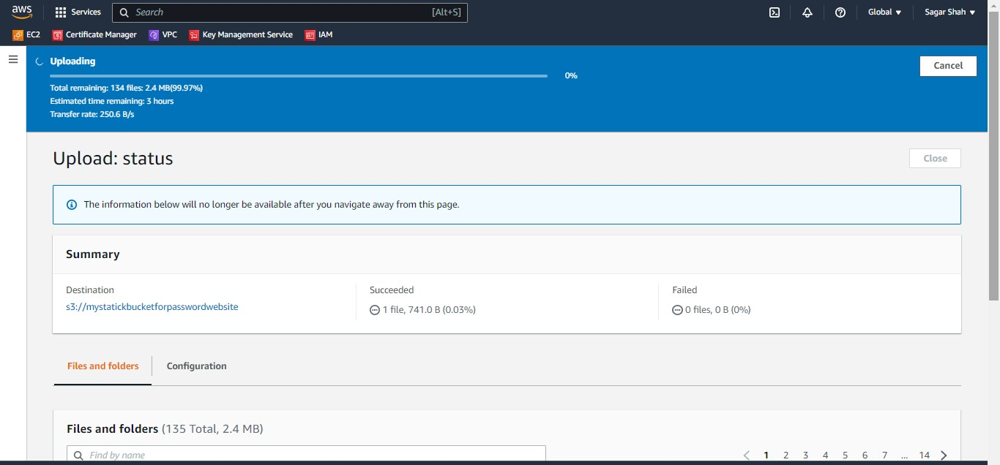 aws Services Search [Alt+S] Global ▼ Sagar Shah ▼
EC2 Certificate Manager VPC Key Management Service IAM
Uploading
Cancel
0%
Total remaining: 134 files: 2.4 MB(99.97%)
Estimated time remaining: 3 hours
Transfer rate: 250.6 B/s
Upload: status
Close
The information below will no longer be available after you navigate away from this page.
Summary
Destination Succeeded Failed
s3://mystatickbucketforpasswordwebsite 1 file, 741.0 B (0.03%) 0 files, 0 B (0%)
Files and folders Configuration
Files and folders (135 Total, 2.4 MB)
Find by name < 1 2 3 4 5 6 7 ... 14 >